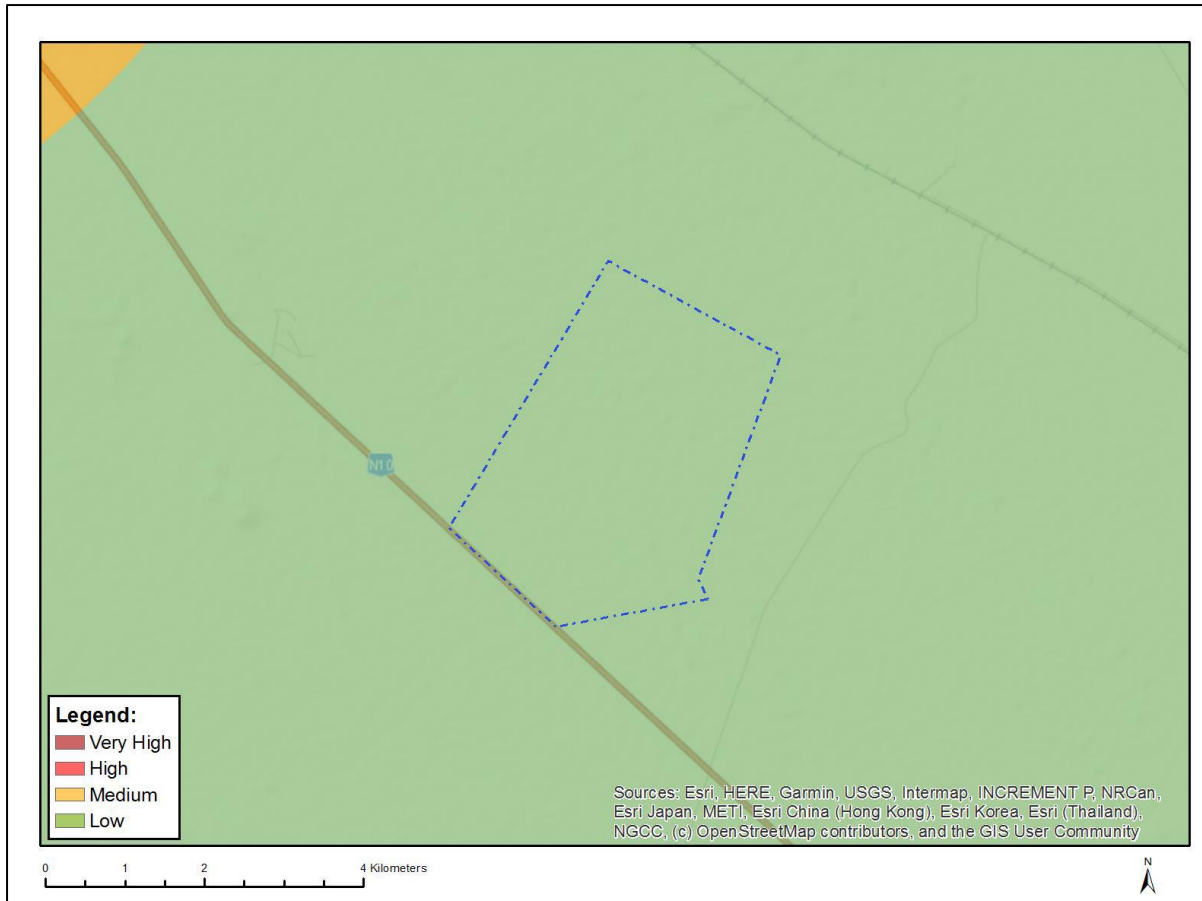 N10
Legend:
Very High
High
Medium
Low
Sources: Esri, HERE, Garmin, USGS, Intermap, INCREMENT P, NRCan,
Esri Japan, METI, Esri China (Hong Kong), Esri Korea, Esri (Thailand),
NGCC, (c) OpenStreetMap contributors, and the GIS User Community
0 1 2 4 Kilometers
N